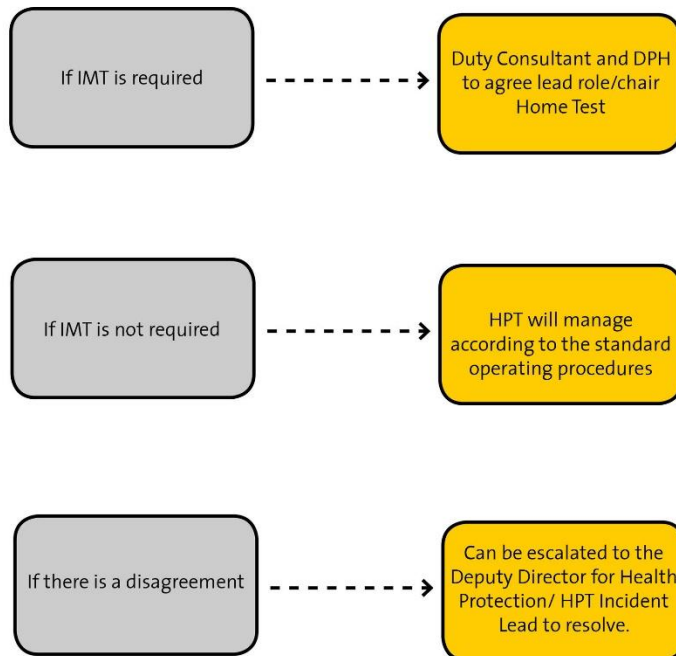 If IMT is required
Duty Consultant and DPH
to agree lead role/chair
Home Test
If IMT is not required
HPT will manage
according to the standard
operating procedures
If there is a disagreement
Can be escalated to the
Deputy Director for Health
Protection/ HPT Incident
Lead to resolve.